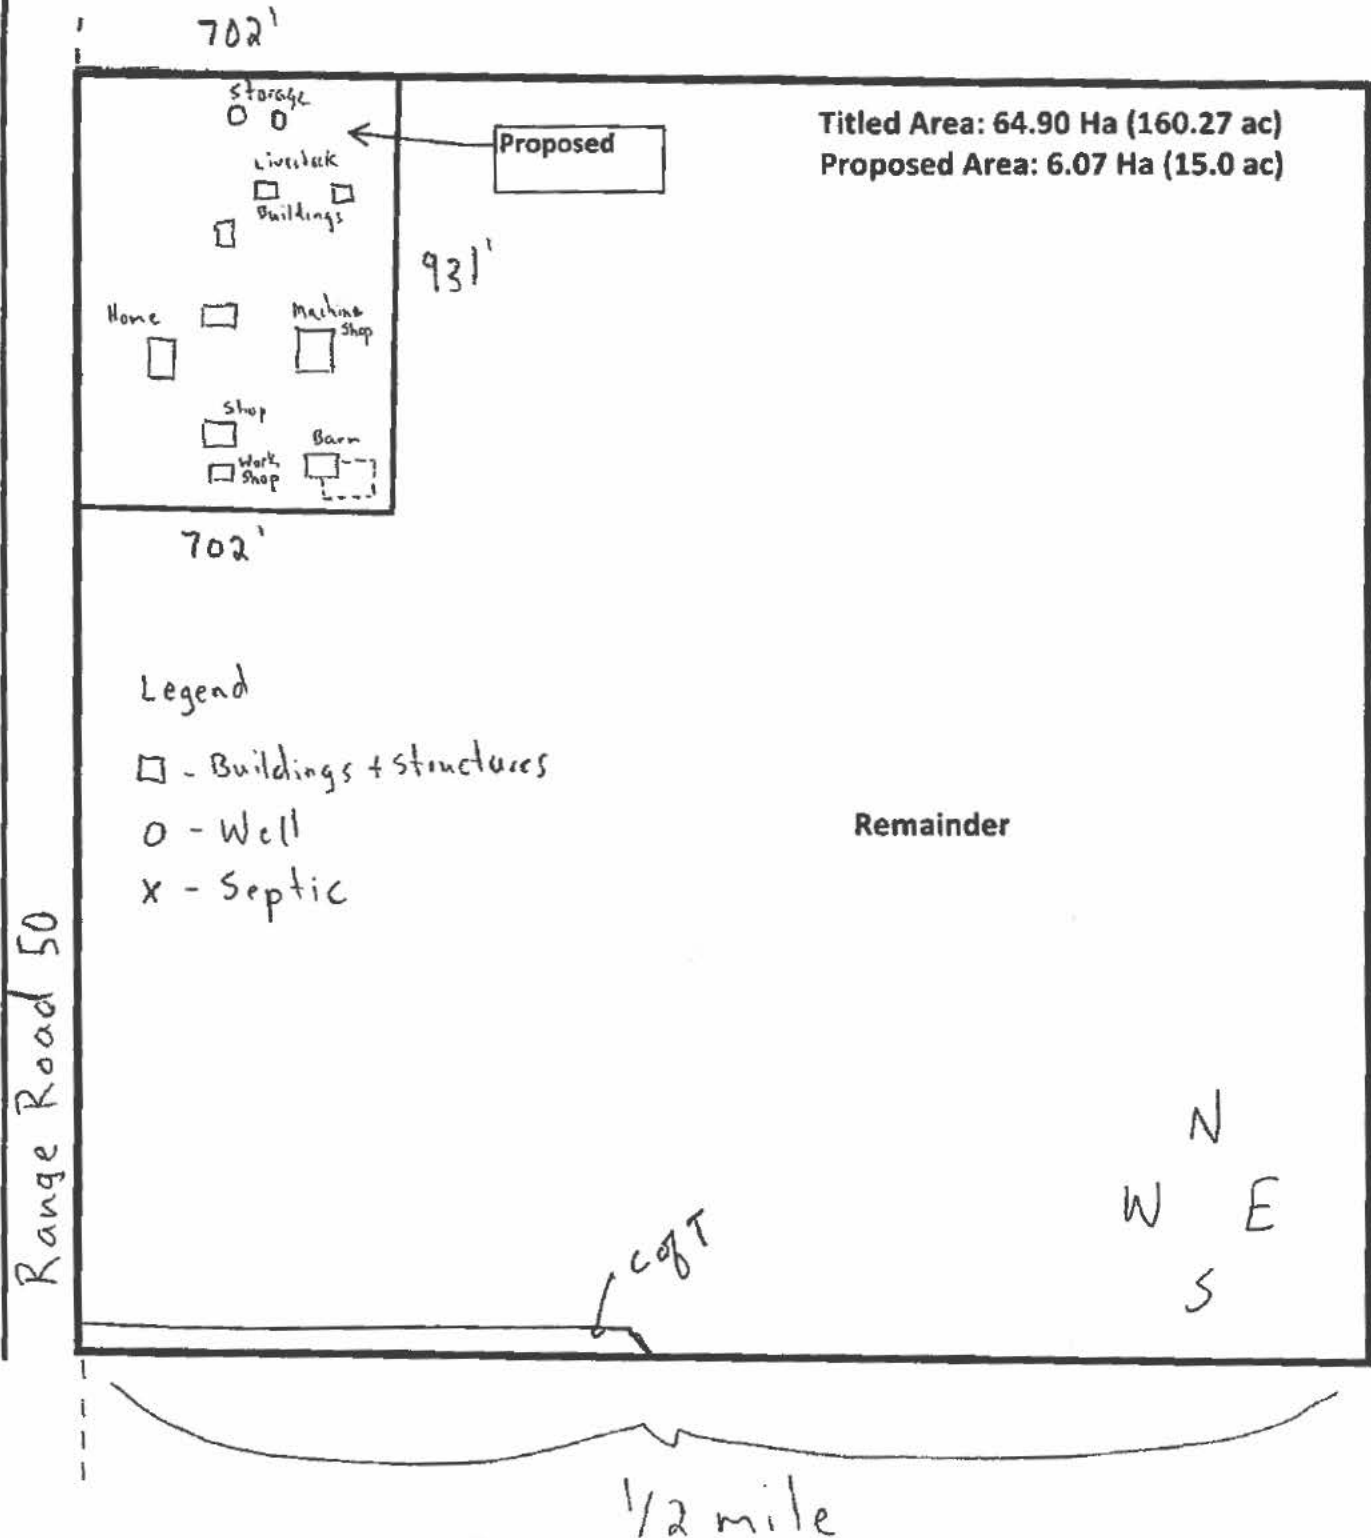 702'
Storage
Livestock
Buildings
Proposed
Titled Area: 64.90 Ha (160.27 ac)
Proposed Area: 6.07 Ha (15.0 ac)
931'
Home
Machine
Shop
Shop
Work
Shop
Barn
702'
Legend
□ - Buildings + structures
O - Well
X - Septic
Remainder
Range Road 50
N
W E
S
C of T
1/2 mile